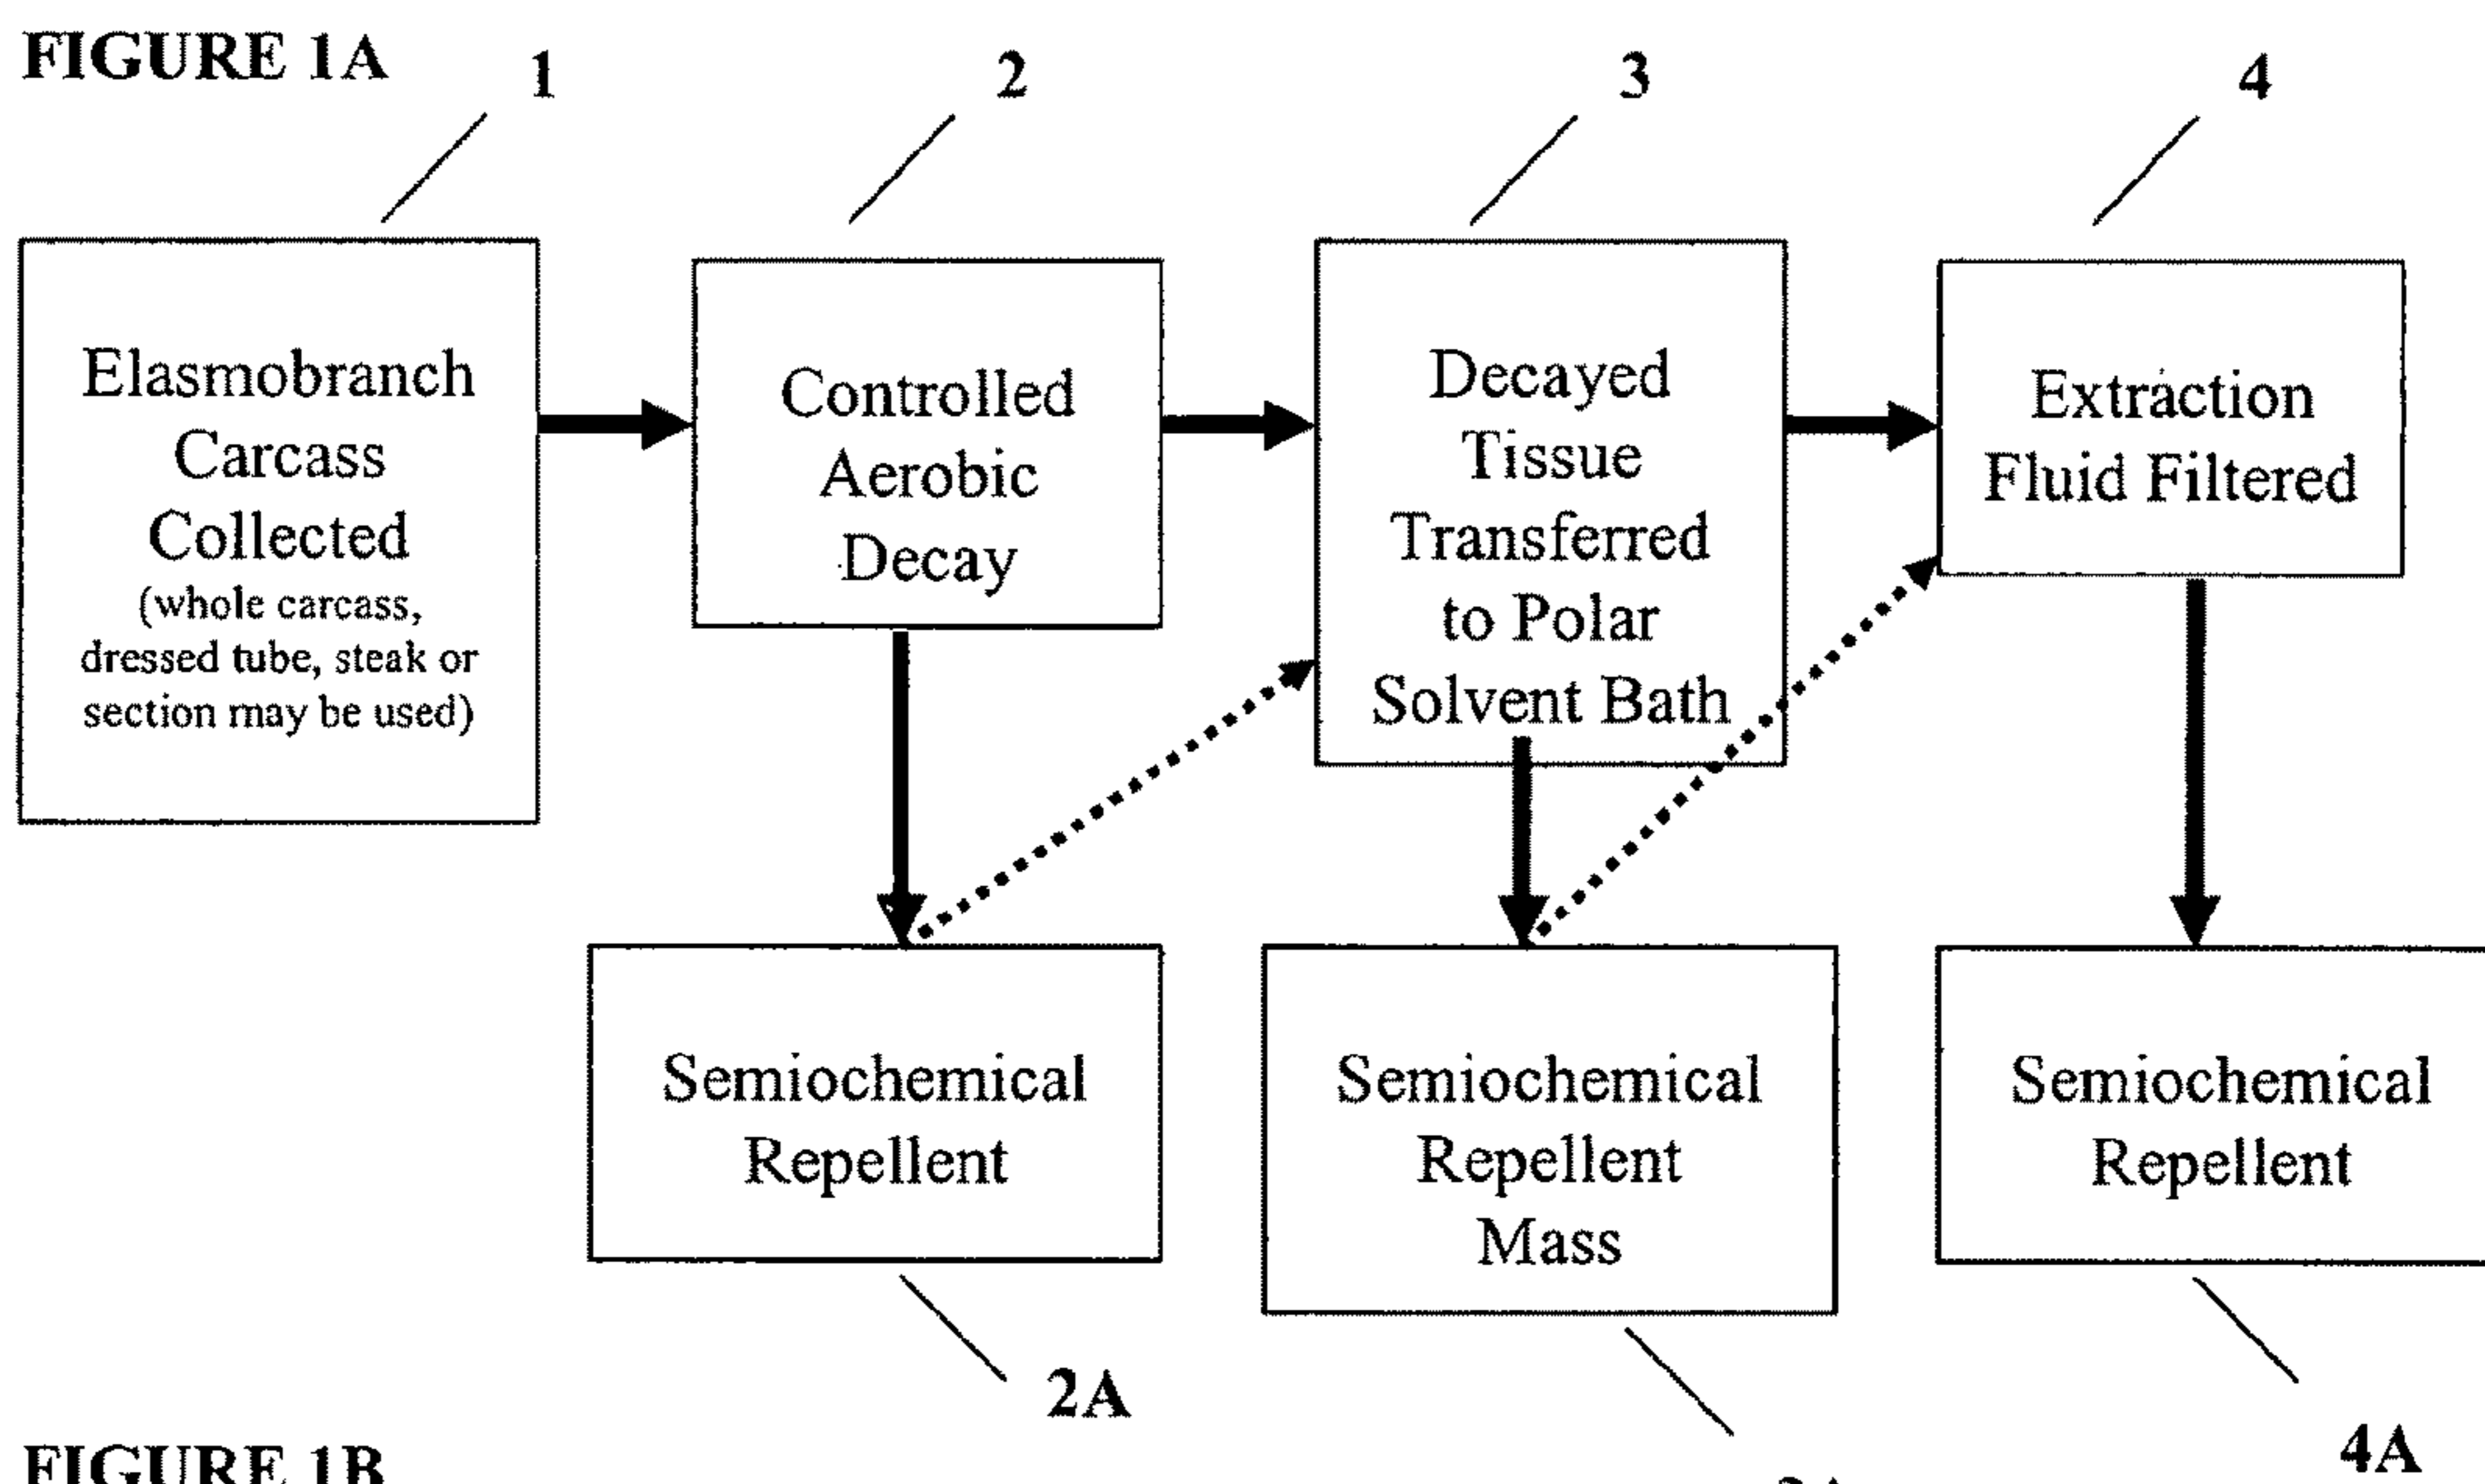 FIGURE 1A
1
2
3
4
Elasmobranch
Carcass
Collected
(whole carcass,
dressed tube, steak or
section may be used)
Controlled
Aerobic
Decay
Decayed
Tissue
Transferred
to Polar
Solvent Bath
Extraction
Fluid Filtered
Semiochemical
Repellent
Semiochemical
Repellent
Mass
Semiochemical
Repellent
2A
4A
FIGURE 1B